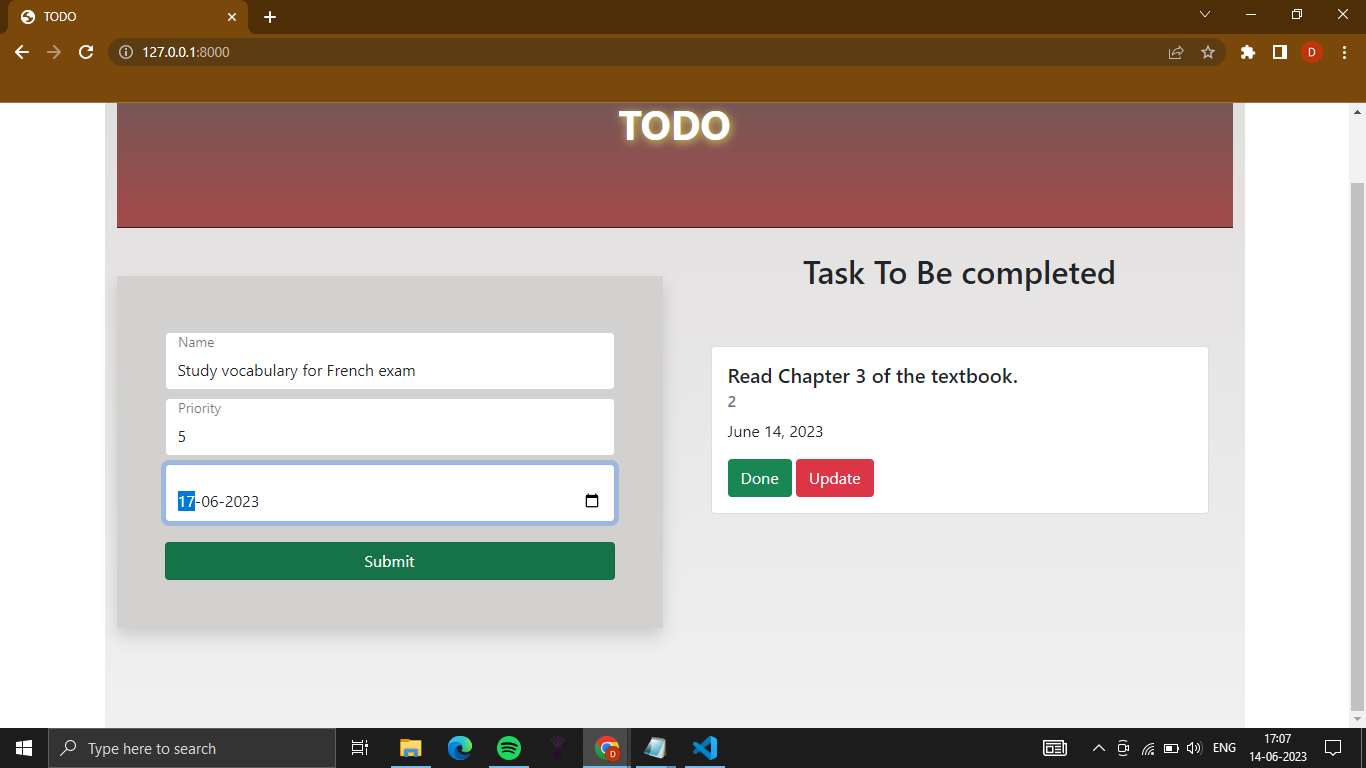 TODO
127.0.0.1:8000
D
TODO
Task To Be completed
Name
Study vocabulary for French exam
Priority
5
17-06-2023
Submit
Read Chapter 3 of the textbook.
2
June 14, 2023
Done Update
Type here to search
D
ENG
17:07
14-06-2023